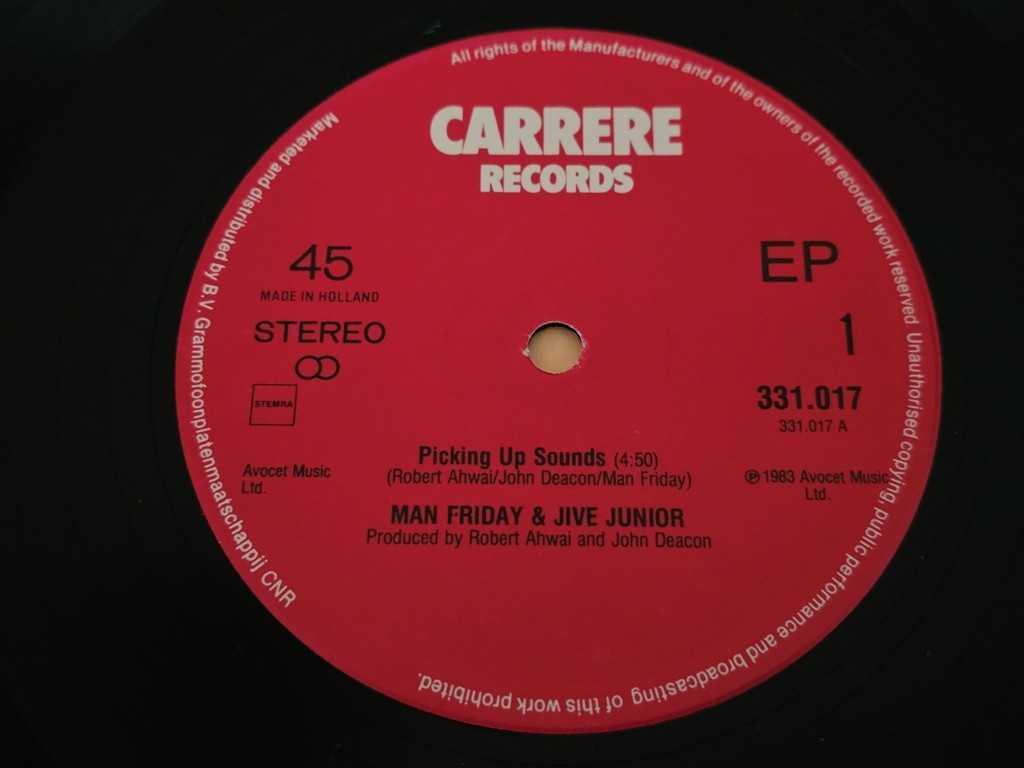 All rights of the Manufacturers and of the owners of the recorded work reserved Unauthorised copying, public performance and broadcasting of this work prohibited.
Marketed and distributed by B.V. Grammofoonplatenmaatschappij CNR
CARRERE
RECORDS
45
MADE IN HOLLAND
STEREO
STEMRA
EP
1
331.017
331.017 A
Picking Up Sounds (4:50)
(Robert Ahwai/John Deacon/Man Friday)
Avocet Music
Ltd.
℗ 1983 Avocet Music
Ltd.
MAN FRIDAY & JIVE JUNIOR
Produced by Robert Ahwai and John Deacon